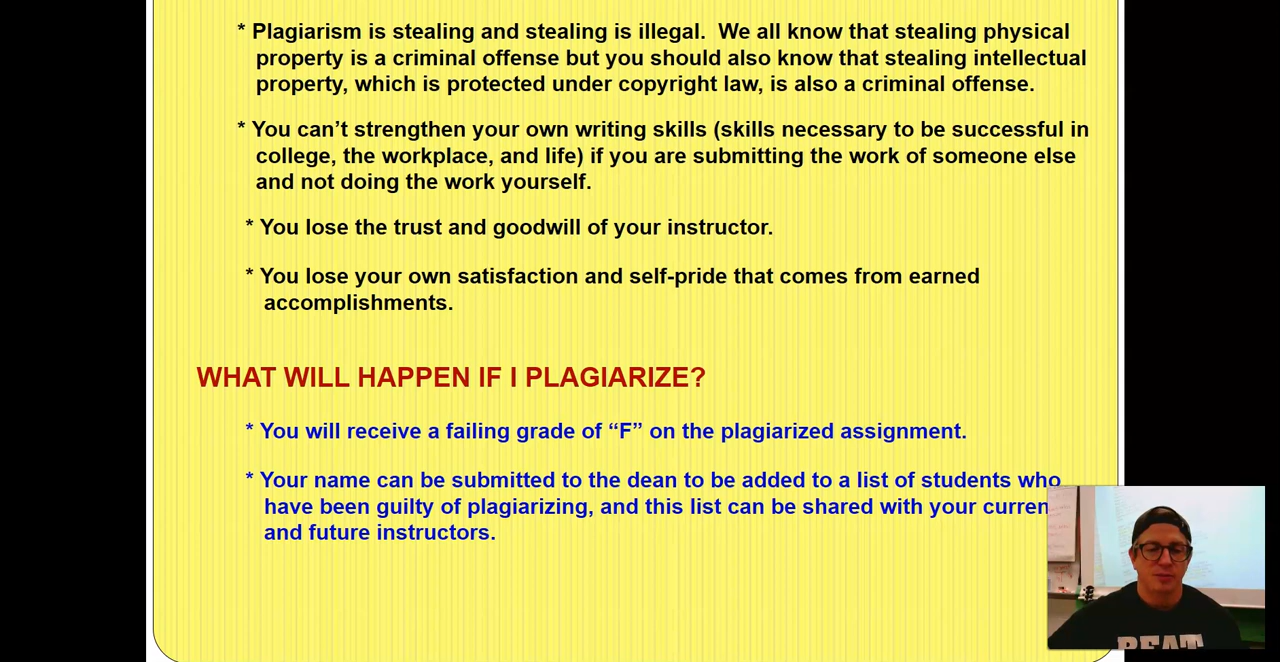 * Plagiarism is stealing and stealing is illegal.  We all know that stealing physical
property is a criminal offense but you should also know that stealing intellectual
property, which is protected under copyright law, is also a criminal offense.
* You can’t strengthen your own writing skills (skills necessary to be successful in
college, the workplace, and life) if you are submitting the work of someone else
and not doing the work yourself.
* You lose the trust and goodwill of your instructor.
* You lose your own satisfaction and self-pride that comes from earned
accomplishments.
WHAT WILL HAPPEN IF I PLAGIARIZE?
* You will receive a failing grade of “F” on the plagiarized assignment.
* Your name can be submitted to the dean to be added to a list of students who
have been guilty of plagiarizing, and this list can be shared with your curren
and future instructors.
BEAT